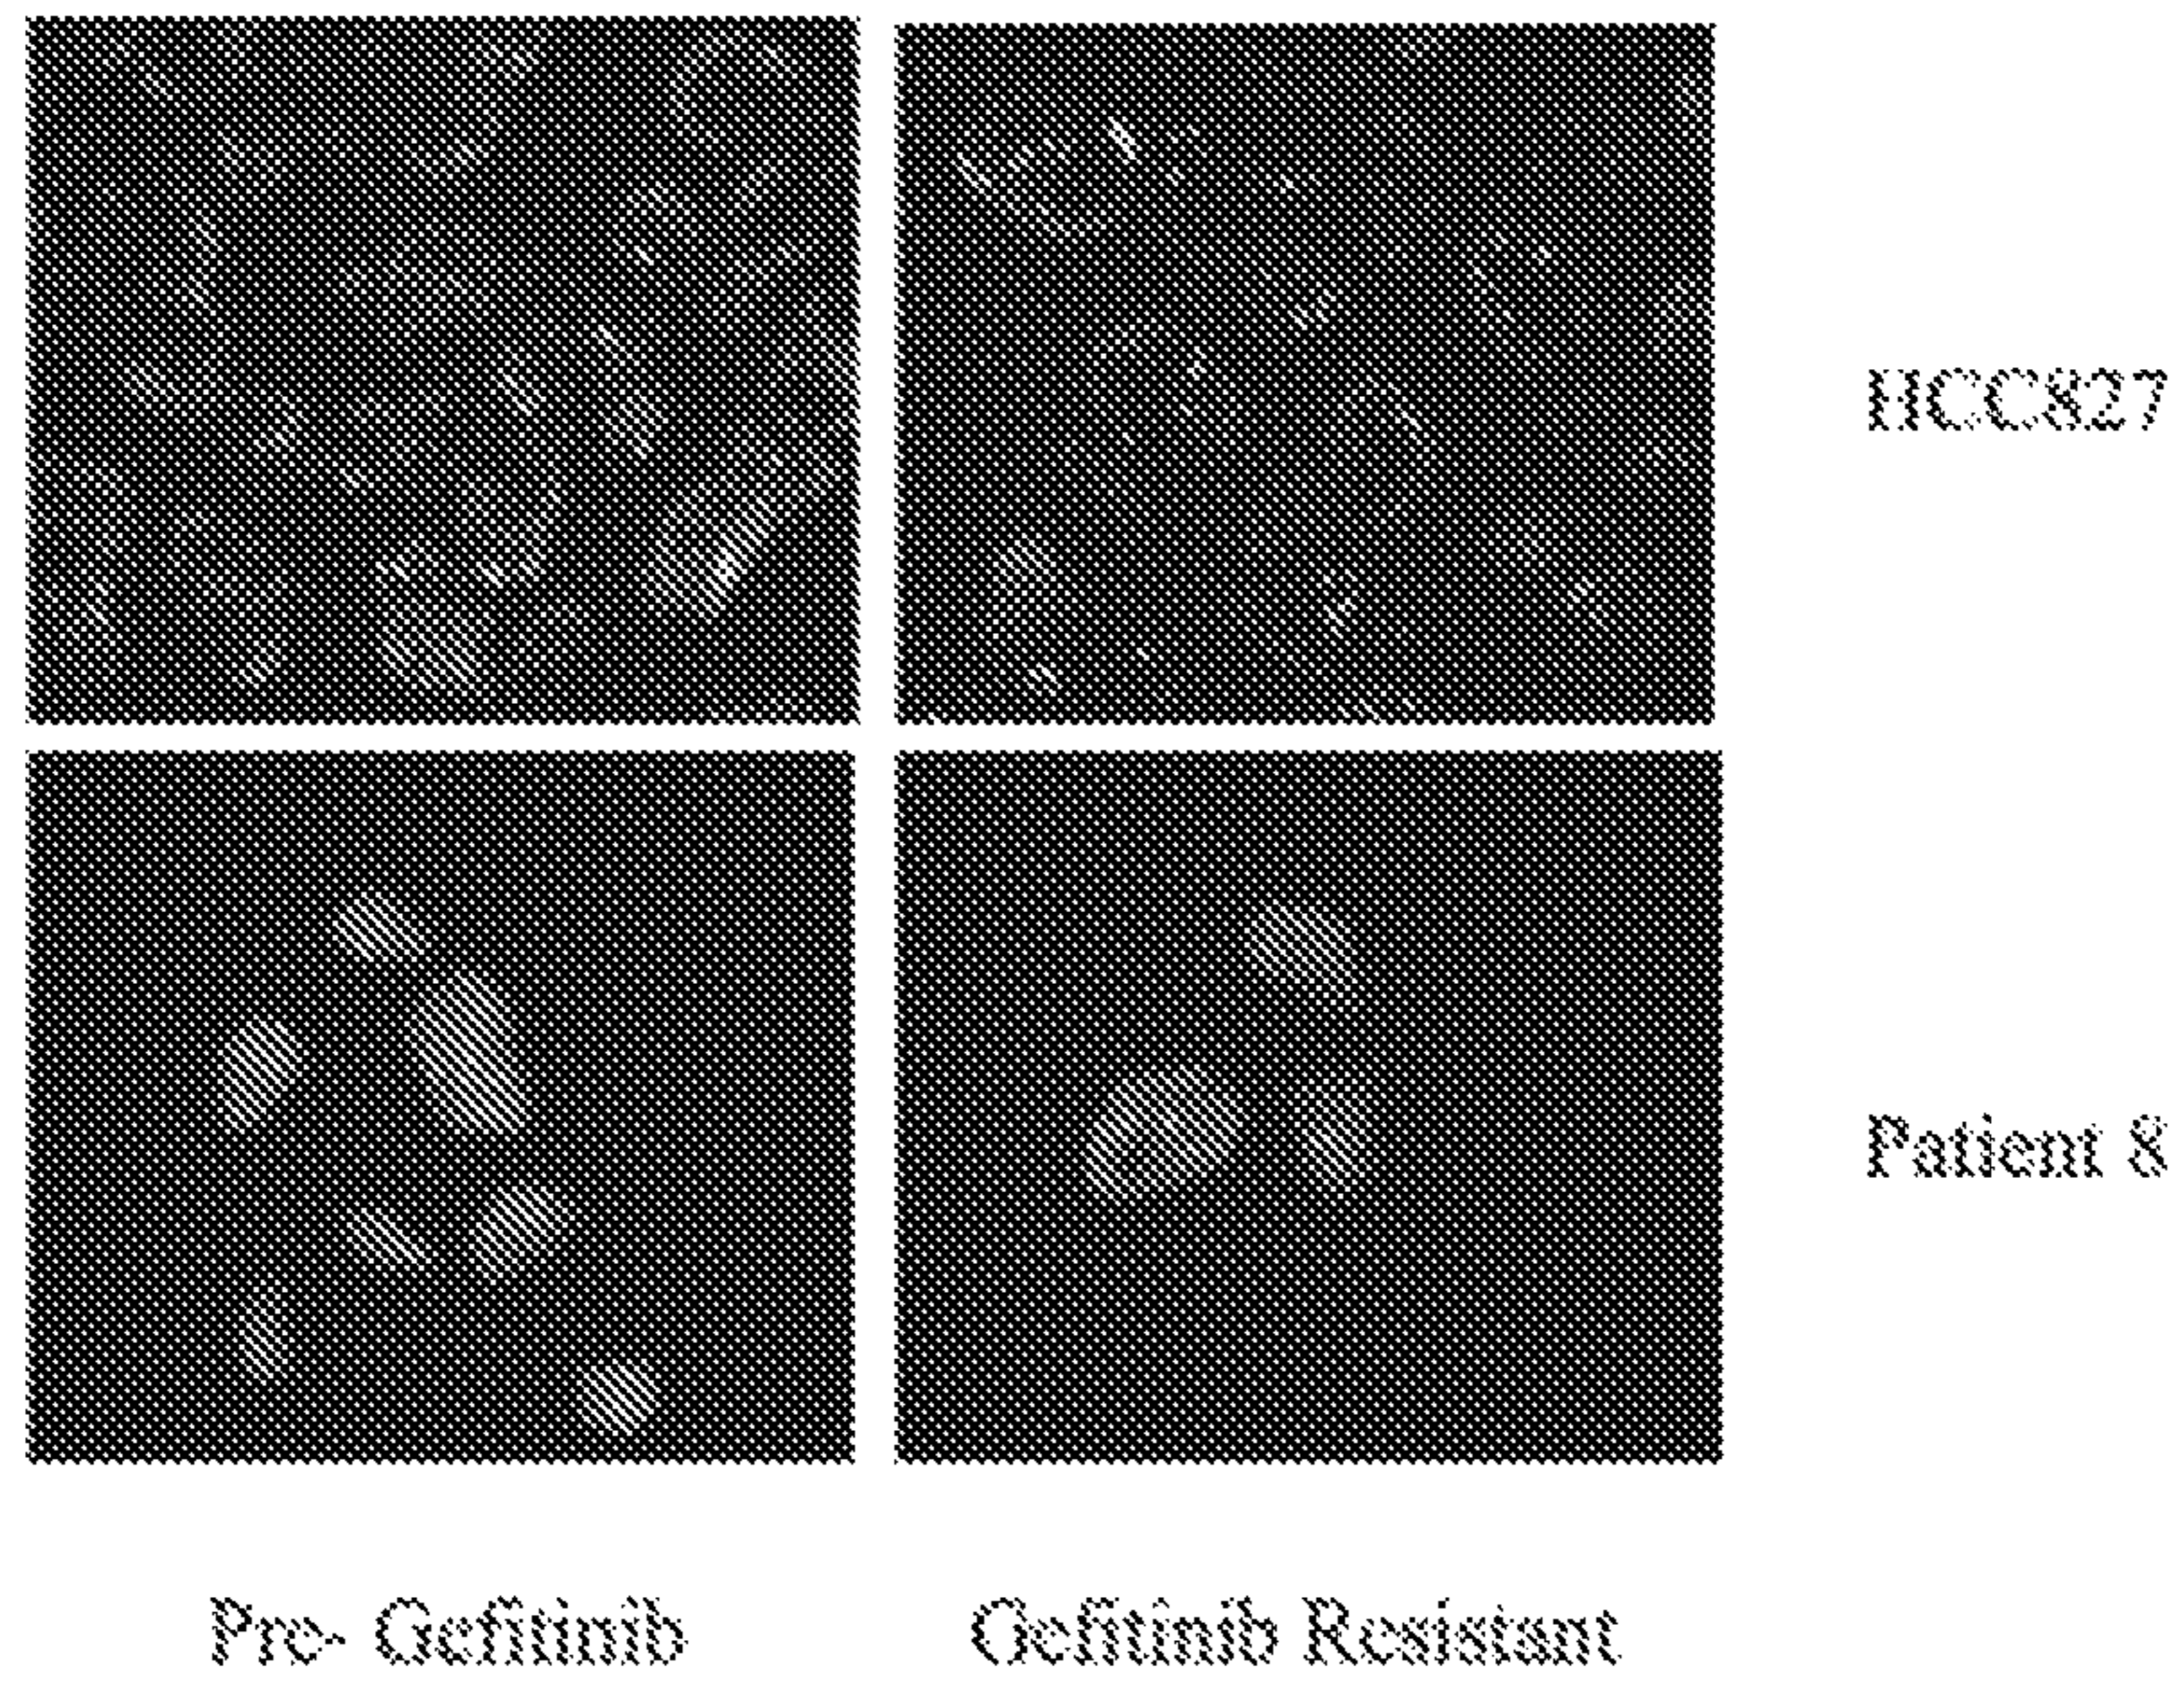 HCC827
Patient 8
Pre- Gefitinib
Gefitinib Resistant